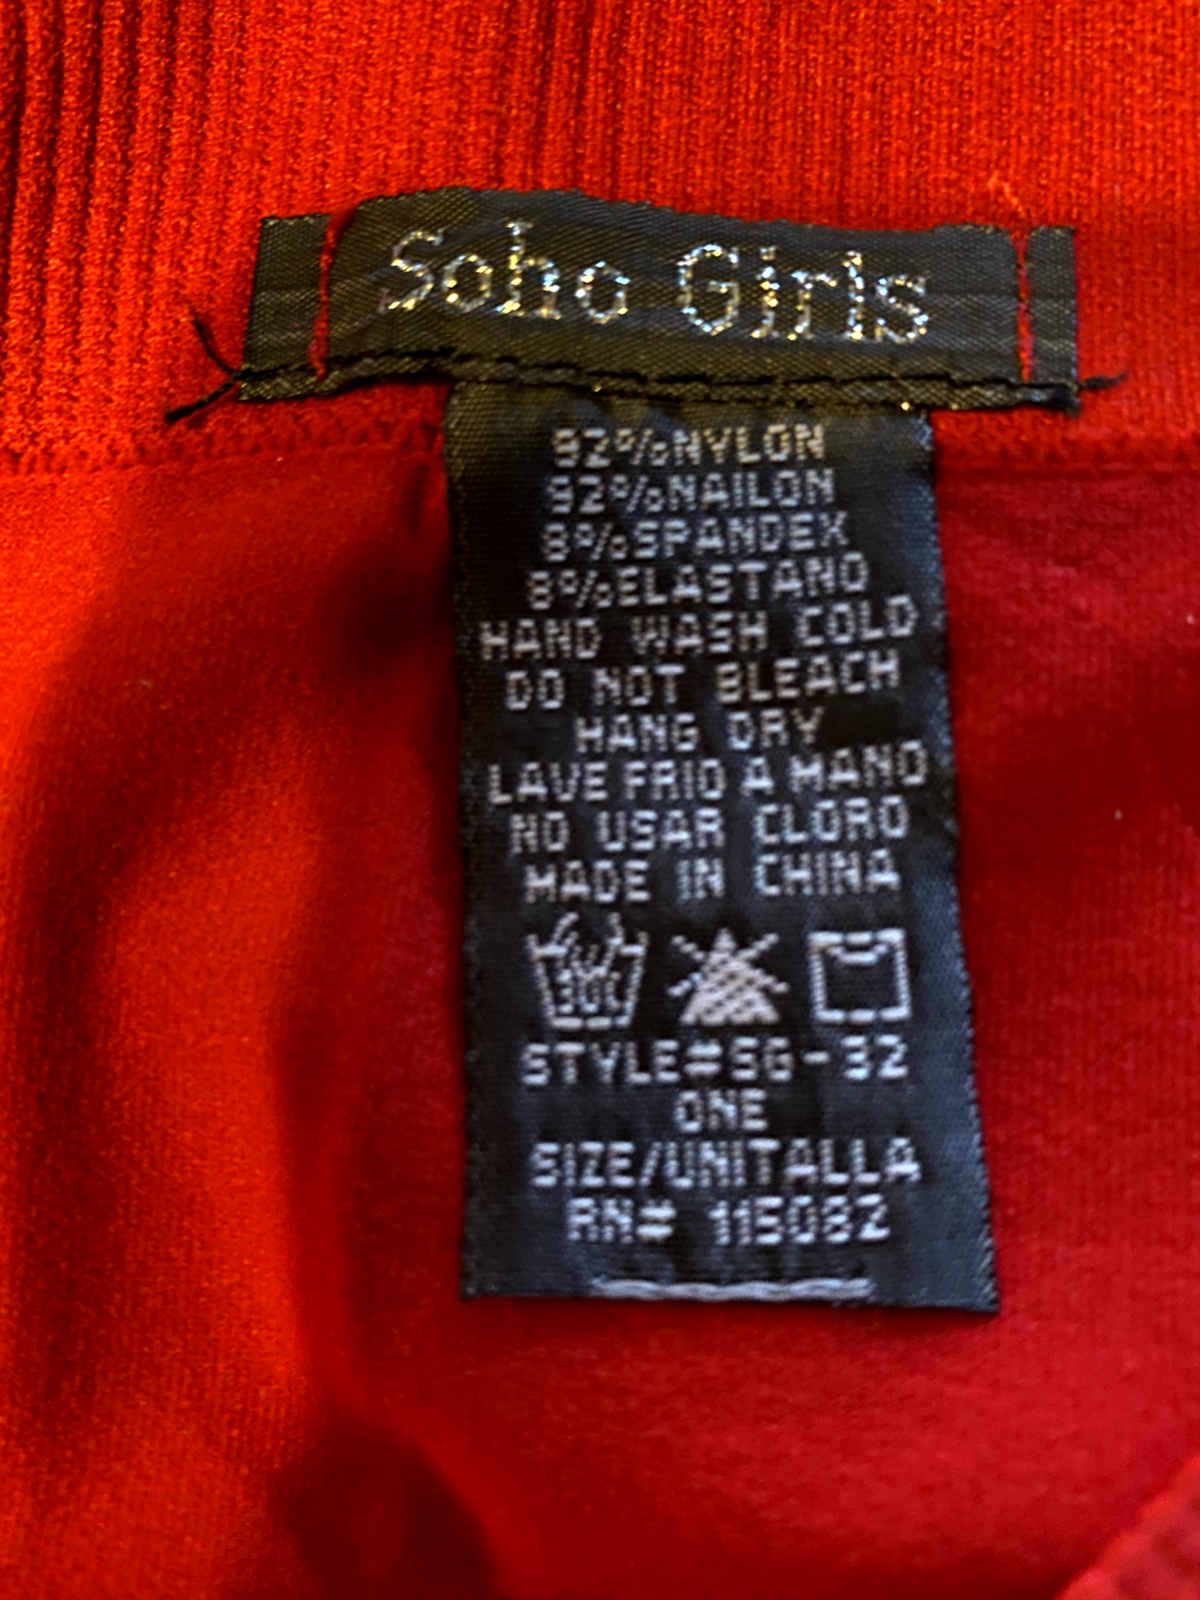 Soho Girls
92%NYLON
92%NAILON
8%SPANDEX
8%ELASTANO
HAND WASH COLD
DO NOT BLEACH
HANG DRY
LAVE FRIO A MANO
NO USAR CLORO
MADE IN CHINA
STYLE#SG-32
ONE
SIZE/UNITALLA
RN# 115082